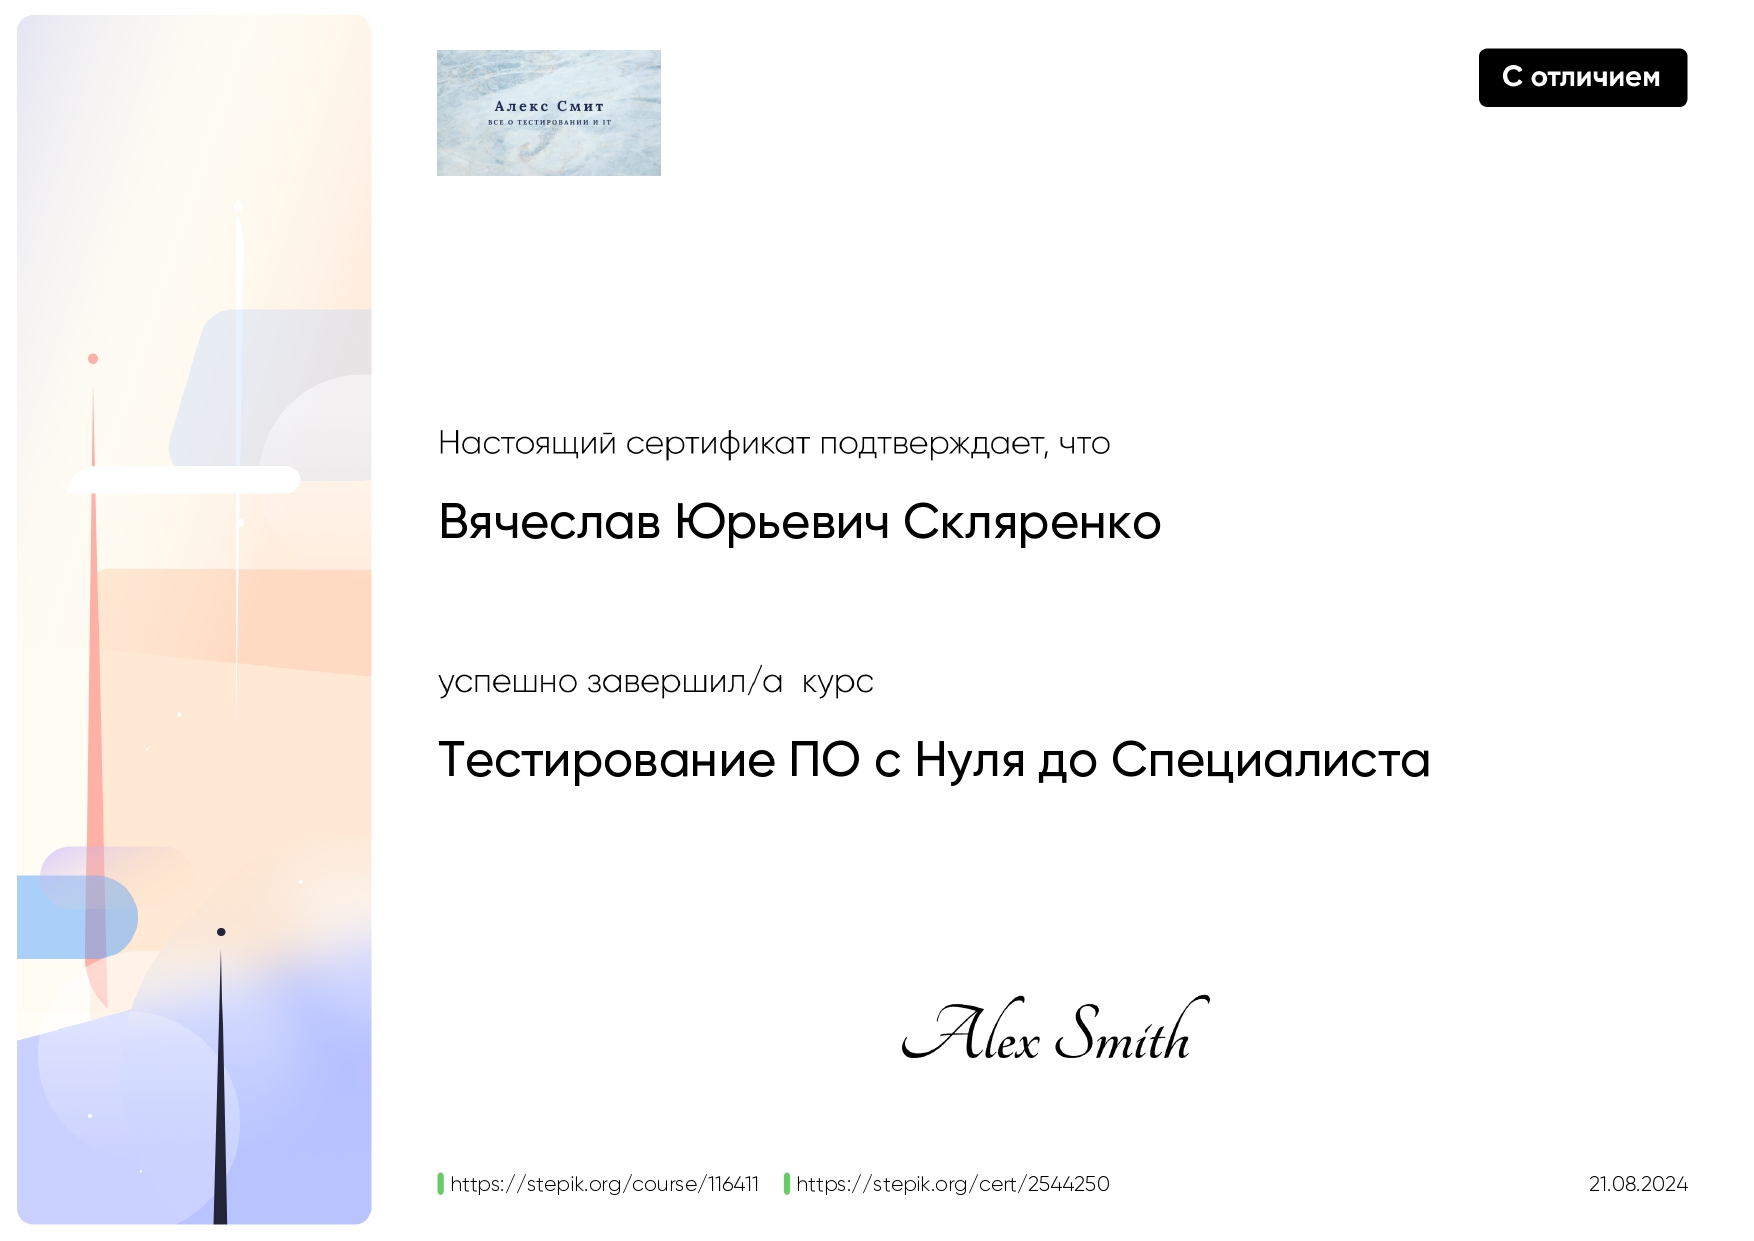 Алекс Смит
ВСЕ О ТЕСТИРОВАНИИ И IT
С отличием
Настоящий сертификат подтверждает, что
Вячеслав Юрьевич Скляренко
успешно завершил/а курс
Тестирование ПО с Нуля до Специалиста
Alex Smith
https://stepik.org/course/116411 https://stepik.org/cert/2544250 21.08.2024